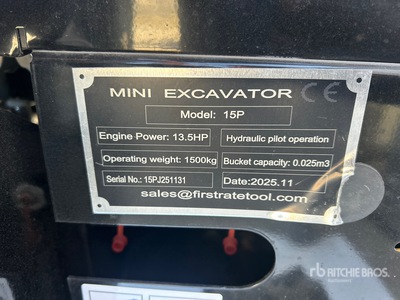 MINI EXCAVATOR CE
Model: 15P
Engine Power: 13.5HP Hydraulic pilot operation
Operating weight: 1500kg Bucket capacity: 0.025m3
Serial No.: 15PJ251131 Date:2025.11
sales@firstratetool.com
rb RITCHIE BROS.